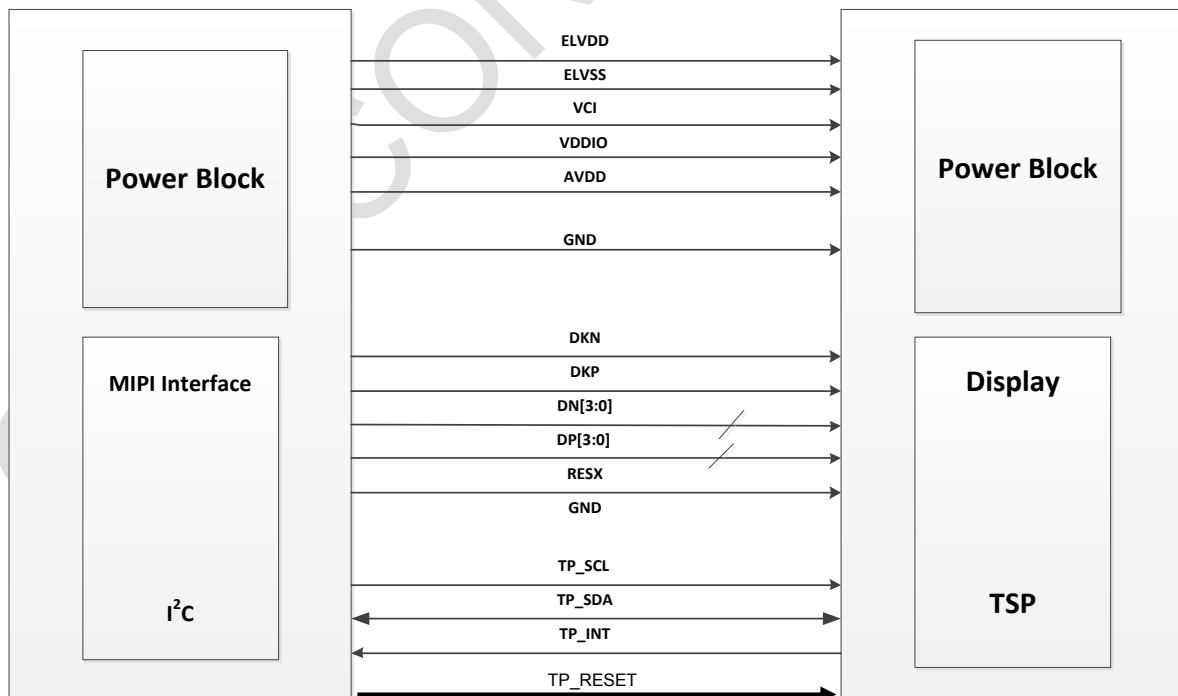 ELVDD
ELVSS
VCI
VDDIO
AVDD
GND
Power Block
Power Block
DKN
DKP
DN[3:0]
DP[3:0]
RESX
GND
MIPI Interface
Display
TP_SCL
TP_SDA
TP_INT
TP_RESET
I²C
TSP
CON